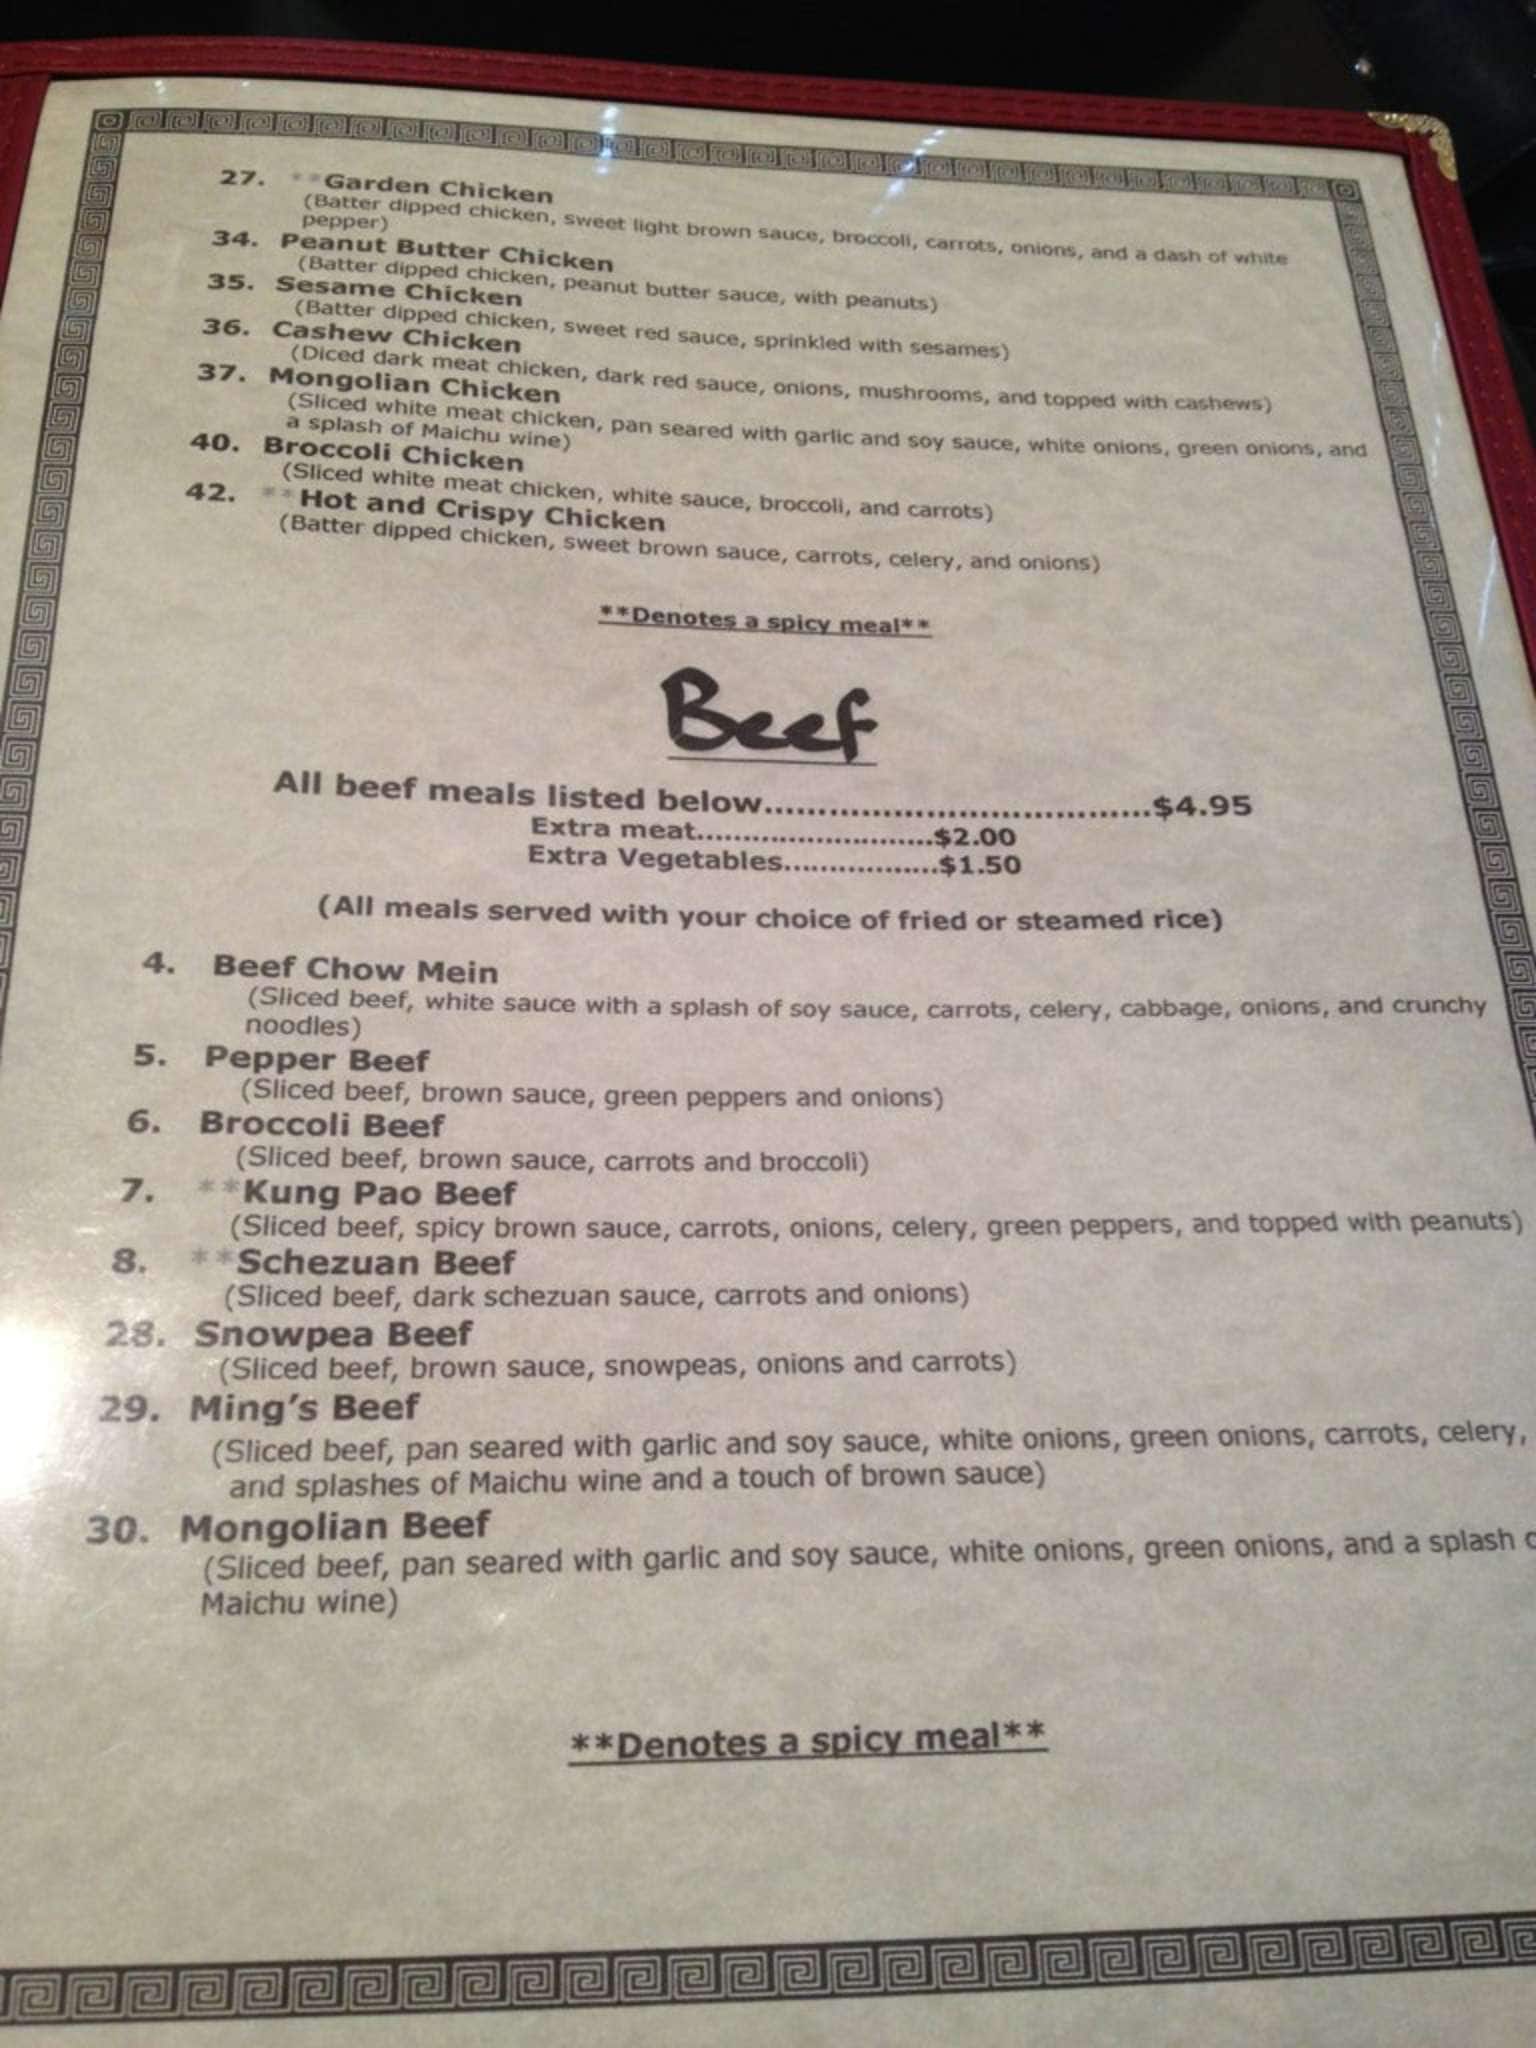 27. **Garden Chicken
(Batter dipped chicken, sweet light brown sauce, broccoli, carrots, onions, and a dash of white
pepper)
34. Peanut Butter Chicken
(Batter dipped chicken, peanut butter sauce, with peanuts)
35. Sesame Chicken
(Batter dipped chicken, sweet red sauce, sprinkled with sesames)
36. Cashew Chicken
(Diced dark meat chicken, dark red sauce, onions, mushrooms, and topped with cashews)
37. Mongolian Chicken
(Sliced white meat chicken, pan seared with garlic and soy sauce, white onions, green onions, and
a splash of Maichu wine)
40. Broccoli Chicken
(Sliced white meat chicken, white sauce, broccoli, and carrots)
42. **Hot and Crispy Chicken
(Batter dipped chicken, sweet brown sauce, carrots, celery, and onions)
**Denotes a spicy meal**
Beef
All beef meals listed below....................................$4.95
Extra meat..........................$2.00
Extra Vegetables.................$1.50
(All meals served with your choice of fried or steamed rice)
4. Beef Chow Mein
(Sliced beef, white sauce with a splash of soy sauce, carrots, celery, cabbage, onions, and crunchy
noodles)
5. Pepper Beef
(Sliced beef, brown sauce, green peppers and onions)
6. Broccoli Beef
(Sliced beef, brown sauce, carrots and broccoli)
7. **Kung Pao Beef
(Sliced beef, spicy brown sauce, carrots, onions, celery, green peppers, and topped with peanuts)
8. **Schezuan Beef
(Sliced beef, dark schezuan sauce, carrots and onions)
28. Snowpea Beef
(Sliced beef, brown sauce, snowpeas, onions and carrots)
29. Ming's Beef
(Sliced beef, pan seared with garlic and soy sauce, white onions, green onions, carrots, celery,
and splashes of Maichu wine and a touch of brown sauce)
30. Mongolian Beef
(Sliced beef, pan seared with garlic and soy sauce, white onions, green onions, and a splash
Maichu wine)
**Denotes a spicy meal**